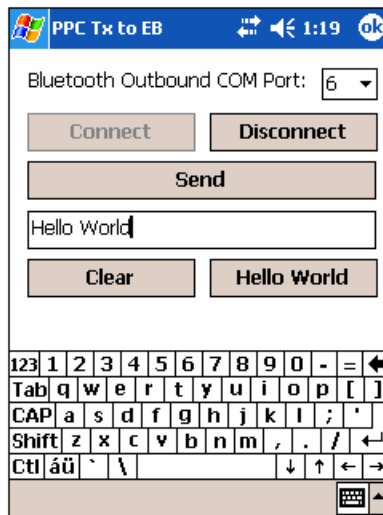 PPC Tx to EB 1:19 ok
Bluetooth Outbound COM Port: 6
Connect Disconnect
Send
Hello World
Clear Hello World
123 1 2 3 4 5 6 7 8 9 0 - = ←
Tab q w e r t y u i o p [ ]
CAP a s d f g h j k l ; '
Shift z x c v b n m , . / ↵
Ctl áü ` \ ↓ ↑ ← →